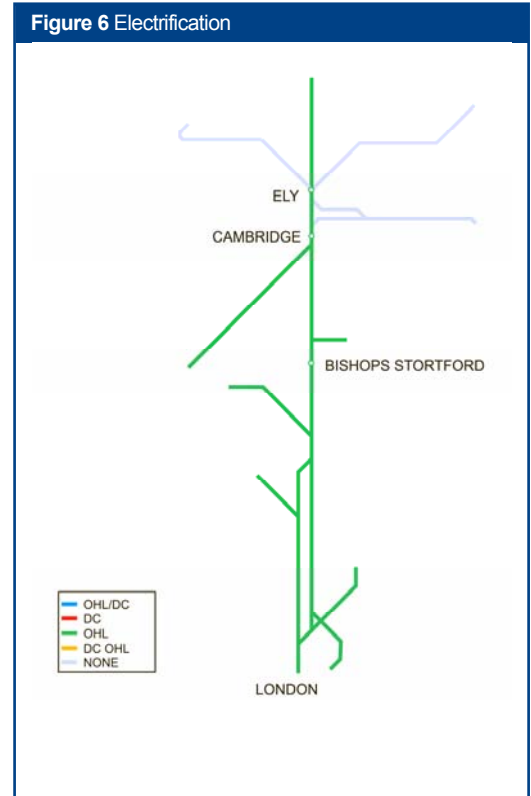 Figure 6 Electrification
ELY
CAMBRIDGE
BISHOPS STORTFORD
OHL/DC
DC
OHL
DC OHL
NONE
LONDON